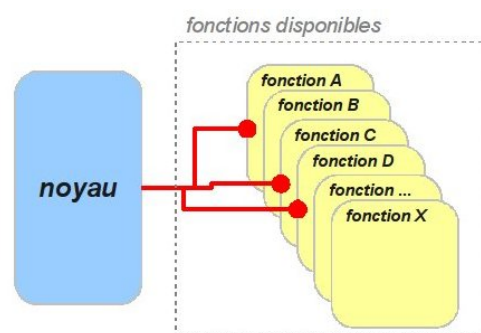 fonctions disponibles
fonction A
fonction B
fonction C
fonction D
fonction ...
fonction X
noyau